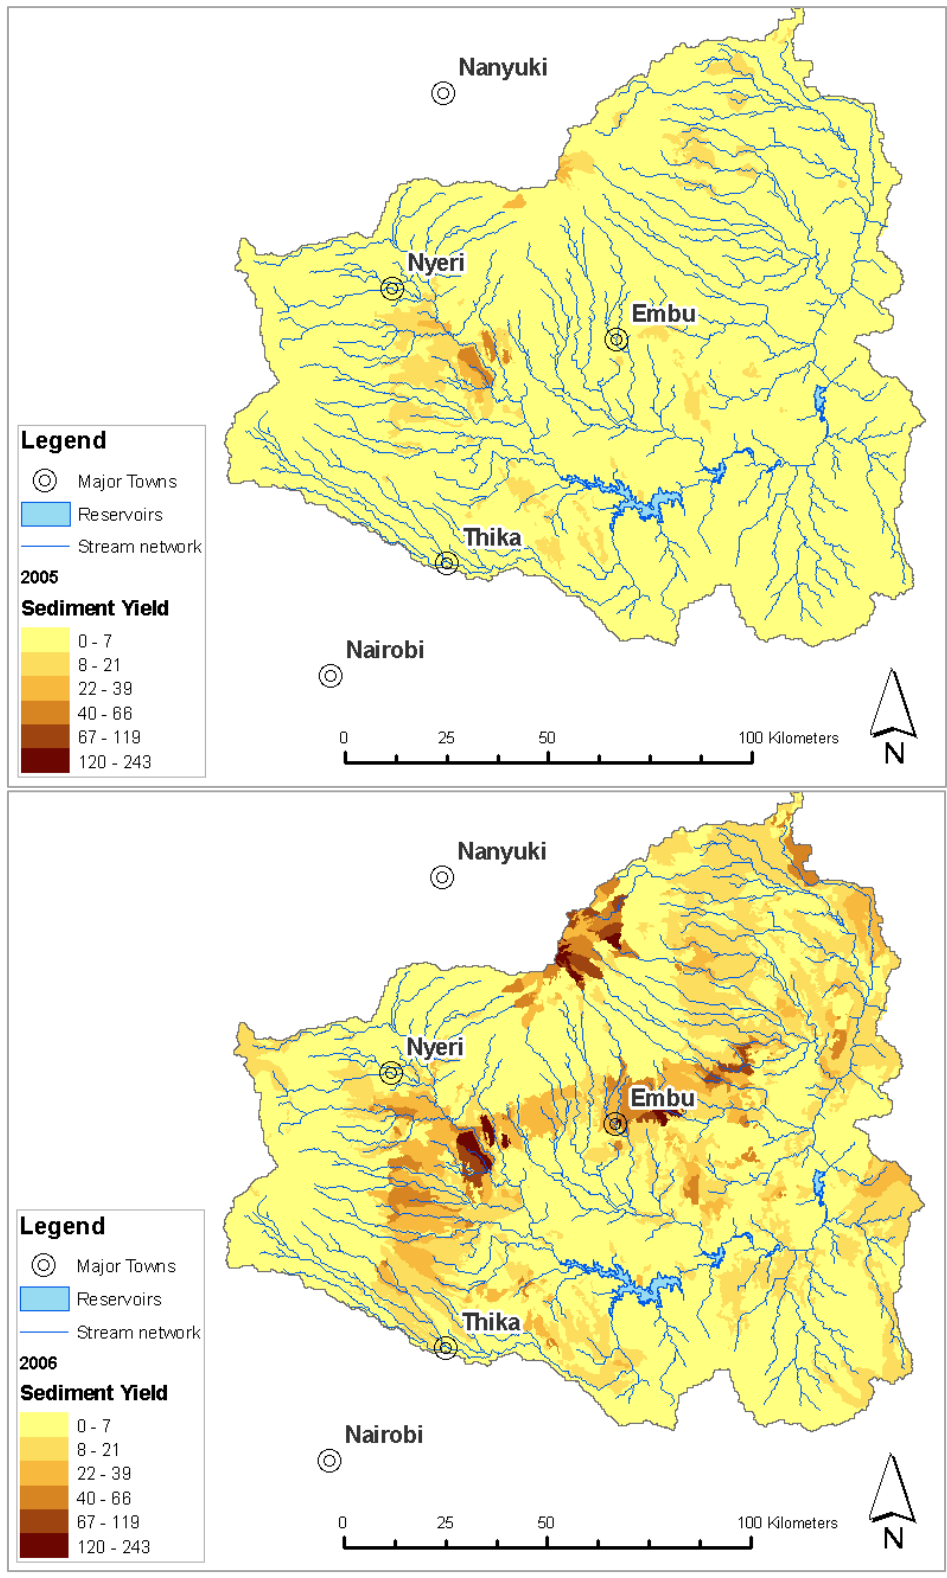 Nanyuki
Nyeri
Embu
Legend
Major Towns
Reservoirs
Stream network
Thika
2005
Sediment Yield
0 - 7
8 - 21
22 - 39
40 - 66
67 - 119
120 - 243
Nairobi
0 25 50 100 Kilometers
N
Nanyuki
Nyeri
Embu
Legend
Major Towns
Reservoirs
Stream network
Thika
2006
Sediment Yield
0 - 7
8 - 21
22 - 39
40 - 66
67 - 119
120 - 243
Nairobi
0 25 50 100 Kilometers
N